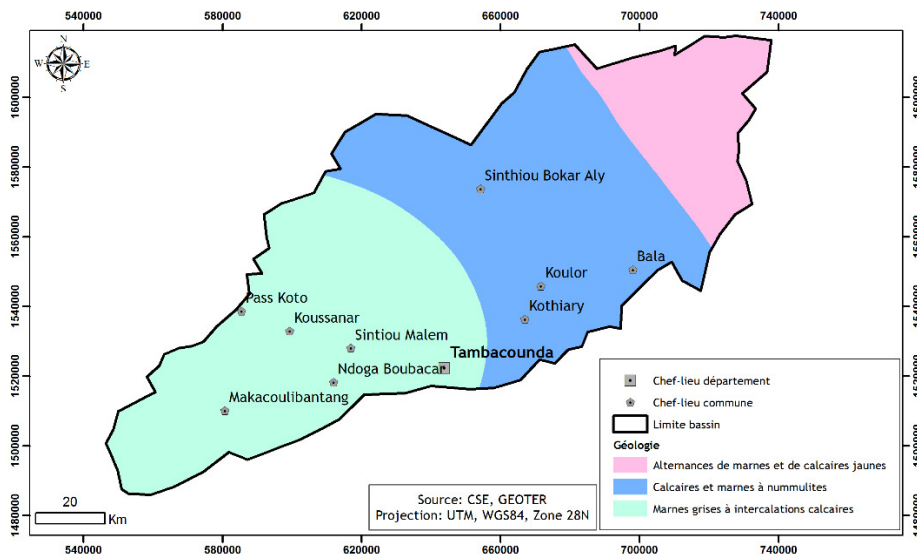 540000 580000 620000 660000 700000 740000
N
W E
S
1600000
1580000
1560000
1540000
1520000
1500000
1480000
Sinthiou Bokar Aly
Bala
Koulor
Kothiary
Pass Koto
Koussanar
Sintiou Malem
Tambacounda
Ndoga Boubacar
Makacoulibantang
Chef-lieu département
Chef-lieu commune
Limite bassin
Géologie
Alternances de marnes et de calcaires jaunes
Calcaires et marnes à nummulites
Marnes grises à intercalations calcaires
Source: CSE, GEOTER
Projection: UTM, WGS84, Zone 28N
20
Km
540000 580000 620000 660000 700000 740000